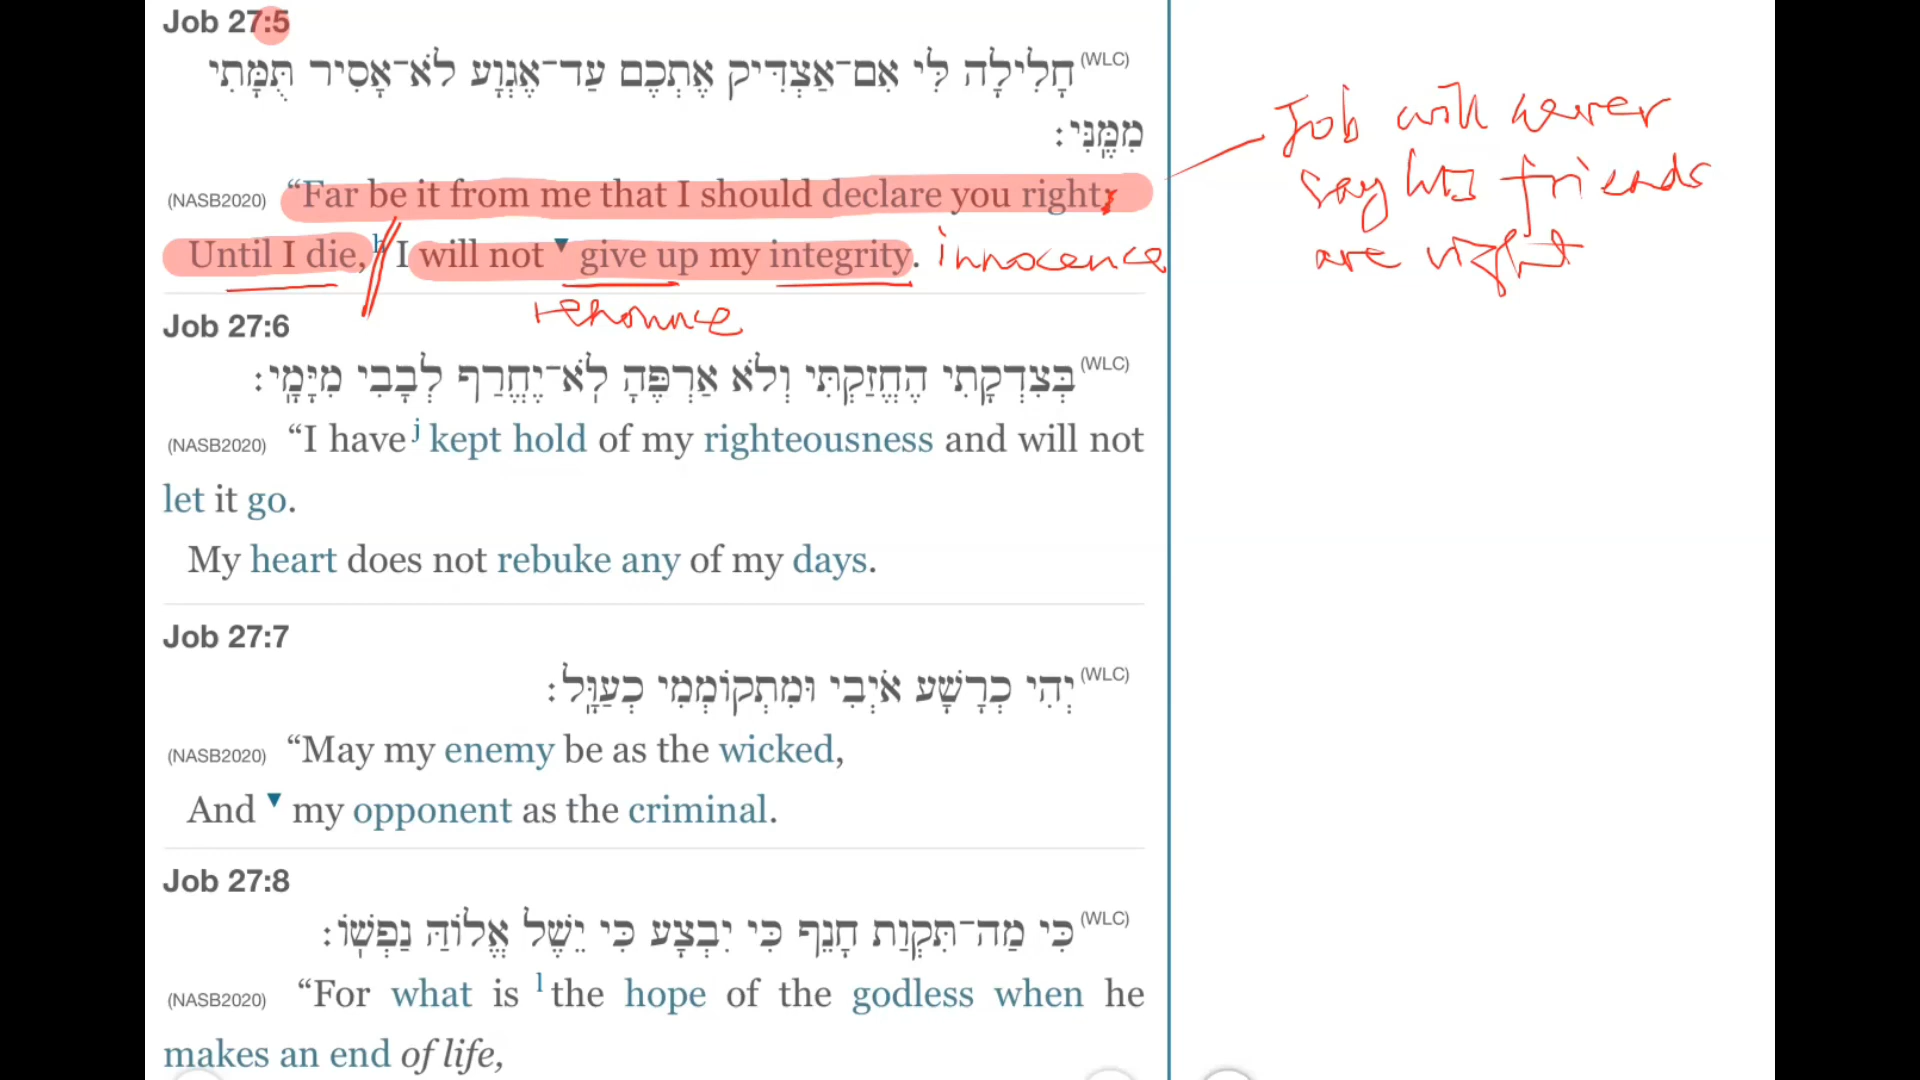 Job 27:5
(WLC) חָלִילָה לִּי אִם־אַצְדִּיק אֶתְכֶם עַד־אֶגְוָע לֹא־אָסִיר תֻּמָּתִי
מִמֶּנִּי׃
(NASB2020) “Far be it from me that I should declare you right;
Until I die, h I will not give up my integrity. innocence
renounce
Job will never
say his friends
are right
Job 27:6
(WLC) בְּצִדְקָתִי הֶחֱזַקְתִּי וְלֹא אַרְפֶּהָ לֹא־יֶחֱרַף לְבָבִי מִיָּמָי׃
(NASB2020) “I have j kept hold of my righteousness and will not
let it go.
My heart does not rebuke any of my days.
Job 27:7
(WLC) יְהִי כְרָשָׁע אֹיְבִי וּמִתְקוֹמְמִי כְעַוָּל׃
(NASB2020) “May my enemy be as the wicked,
And my opponent as the criminal.
Job 27:8
(WLC) כִּי מַה־תִּקְוַת חָנֵף כִּי יִבְצָע כִּי יֵשֶׁל אֱלוֹהַּ נַפְשׁוֹ׃
(NASB2020) “For what is l the hope of the godless when he
makes an end of life,